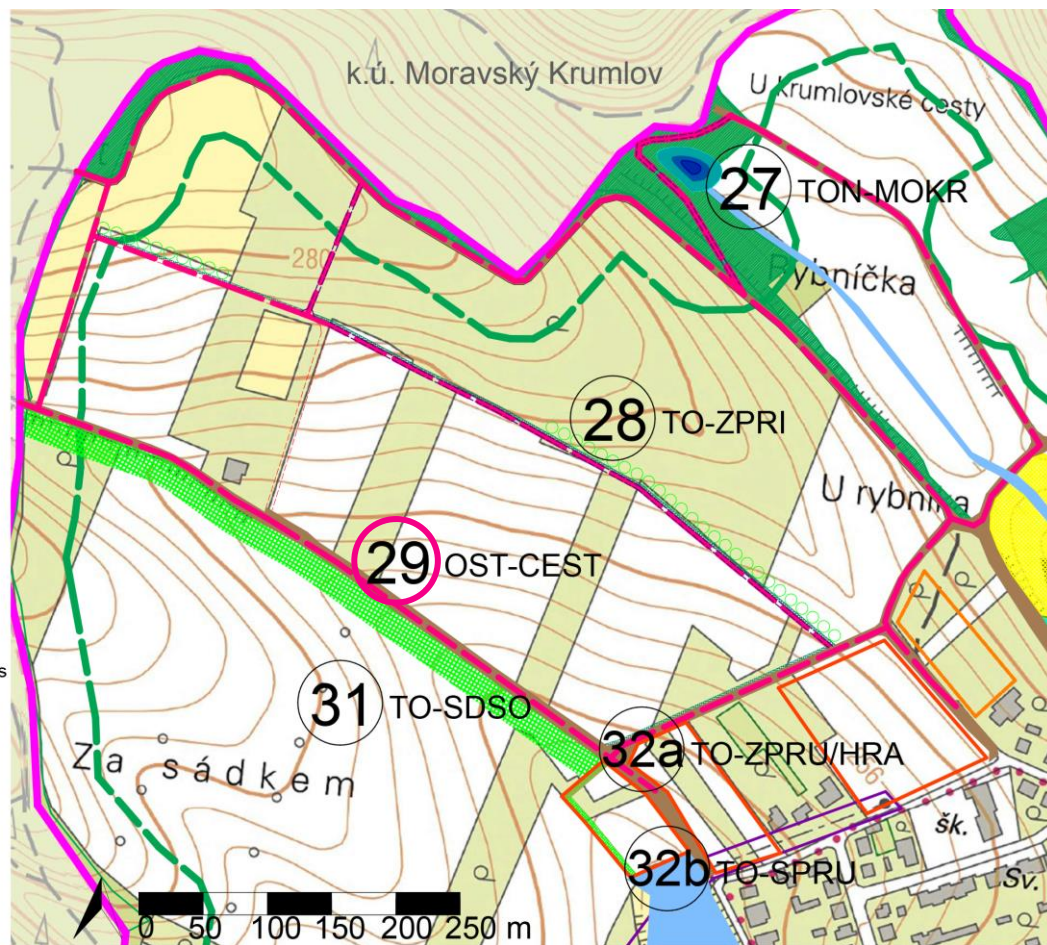 k.ú. Moravský Krumlov
U krumlovské cesty
27 TON-MOKR
Rybníčka
280
28 TO-ZPRI
U rybníka
29 OST-CEST
s
31 TO-SDSO
Za sádkem
32a TO-ZPRU/HRA
šk.
32b TO-SPRU
Sv.
0 50 100 150 200 250 m